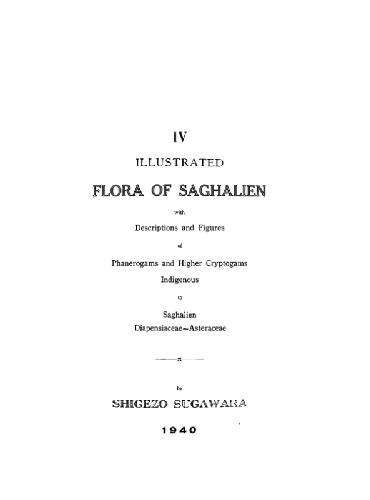 IV
ILLUSTRATED
FLORA OF SAGHALIEN
with
Descriptions and Figures
of
Phanerogams and Higher Cryptogams
Indigenous
to
Saghalien
Diapensiaceae—Asteraceae
by
SHIGEZO SUGAWARA
1940